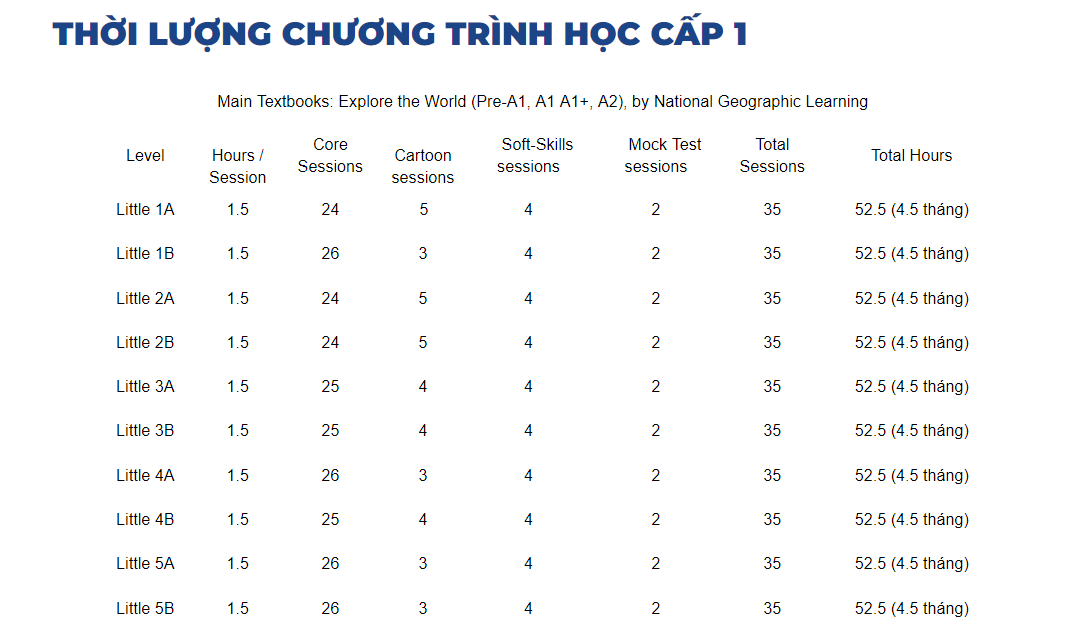 THỜI LƯỢNG CHƯƠNG TRÌNH HỌC CẤP 1
Main Textbooks: Explore the World (Pre-A1, A1 A1+, A2), by National Geographic Learning
Level Hours / Session Core Sessions Cartoon sessions Soft-Skills sessions Mock Test sessions Total Sessions Total Hours
Little 1A 1.5 24 5 4 2 35 52.5 (4.5 tháng)
Little 1B 1.5 26 3 4 2 35 52.5 (4.5 tháng)
Little 2A 1.5 24 5 4 2 35 52.5 (4.5 tháng)
Little 2B 1.5 24 5 4 2 35 52.5 (4.5 tháng)
Little 3A 1.5 25 4 4 2 35 52.5 (4.5 tháng)
Little 3B 1.5 25 4 4 2 35 52.5 (4.5 tháng)
Little 4A 1.5 26 3 4 2 35 52.5 (4.5 tháng)
Little 4B 1.5 25 4 4 2 35 52.5 (4.5 tháng)
Little 5A 1.5 26 3 4 2 35 52.5 (4.5 tháng)
Little 5B 1.5 26 3 4 2 35 52.5 (4.5 tháng)